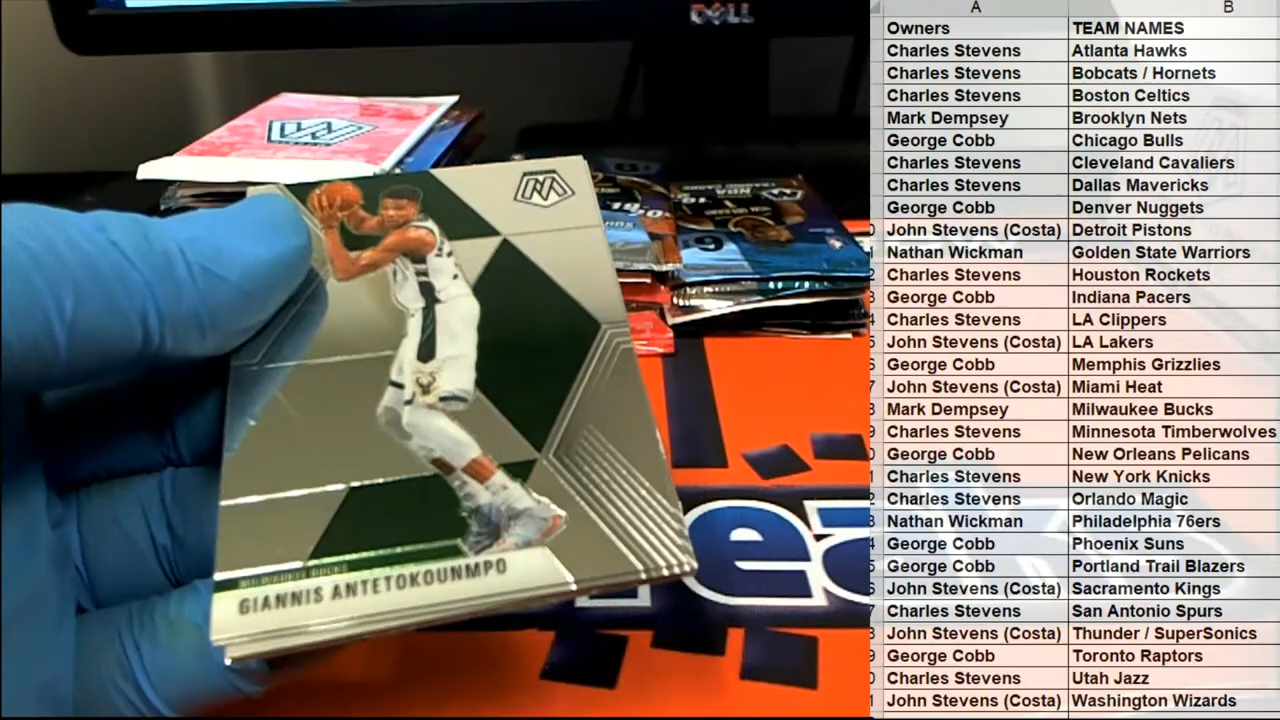 DELL
NBA
TRADING CARDS
19-20
MILWAUKEE BUCKS
GIANNIS ANTETOKOUNMPO
A B
Owners TEAM NAMES
Charles Stevens Atlanta Hawks
Charles Stevens Bobcats / Hornets
Charles Stevens Boston Celtics
Mark Dempsey Brooklyn Nets
George Cobb Chicago Bulls
Charles Stevens Cleveland Cavaliers
Charles Stevens Dallas Mavericks
George Cobb Denver Nuggets
John Stevens (Costa) Detroit Pistons
Nathan Wickman Golden State Warriors
Charles Stevens Houston Rockets
George Cobb Indiana Pacers
Charles Stevens LA Clippers
John Stevens (Costa) LA Lakers
George Cobb Memphis Grizzlies
John Stevens (Costa) Miami Heat
Mark Dempsey Milwaukee Bucks
Charles Stevens Minnesota Timberwolves
George Cobb New Orleans Pelicans
Charles Stevens New York Knicks
Charles Stevens Orlando Magic
Nathan Wickman Philadelphia 76ers
George Cobb Phoenix Suns
George Cobb Portland Trail Blazers
John Stevens (Costa) Sacramento Kings
Charles Stevens San Antonio Spurs
John Stevens (Costa) Thunder / SuperSonics
George Cobb Toronto Raptors
Charles Stevens Utah Jazz
John Stevens (Costa) Washington Wizards